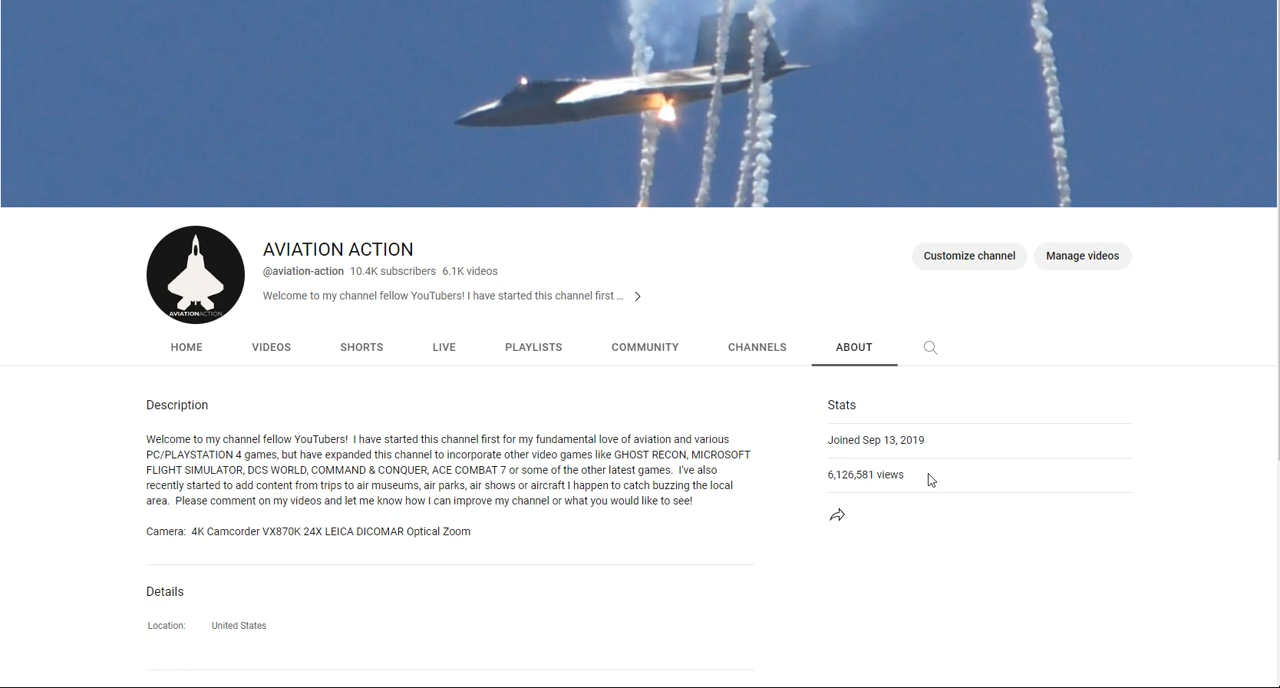 AVIATION ACTION
AVIATION ACTION
@aviation-action 10.4K subscribers 6.1K videos
Welcome to my channel fellow YouTubers! I have started this channel first ...
Customize channel
Manage videos
HOME VIDEOS SHORTS LIVE PLAYLISTS COMMUNITY CHANNELS ABOUT
Description
Welcome to my channel fellow YouTubers!  I have started this channel first for my fundamental love of aviation and various
PC/PLAYSTATION 4 games, but have expanded this channel to incorporate other video games like GHOST RECON, MICROSOFT
FLIGHT SIMULATOR, DCS WORLD, COMMAND & CONQUER, ACE COMBAT 7 or some of the other latest games.  I've also
recently started to add content from trips to air museums, air parks, air shows or aircraft I happen to catch buzzing the local
area.  Please comment on my videos and let me know how I can improve my channel or what you would like to see!
Camera:  4K Camcorder VX870K 24X LEICA DICOMAR Optical Zoom
Details
Location: United States
Stats
Joined Sep 13, 2019
6,126,581 views